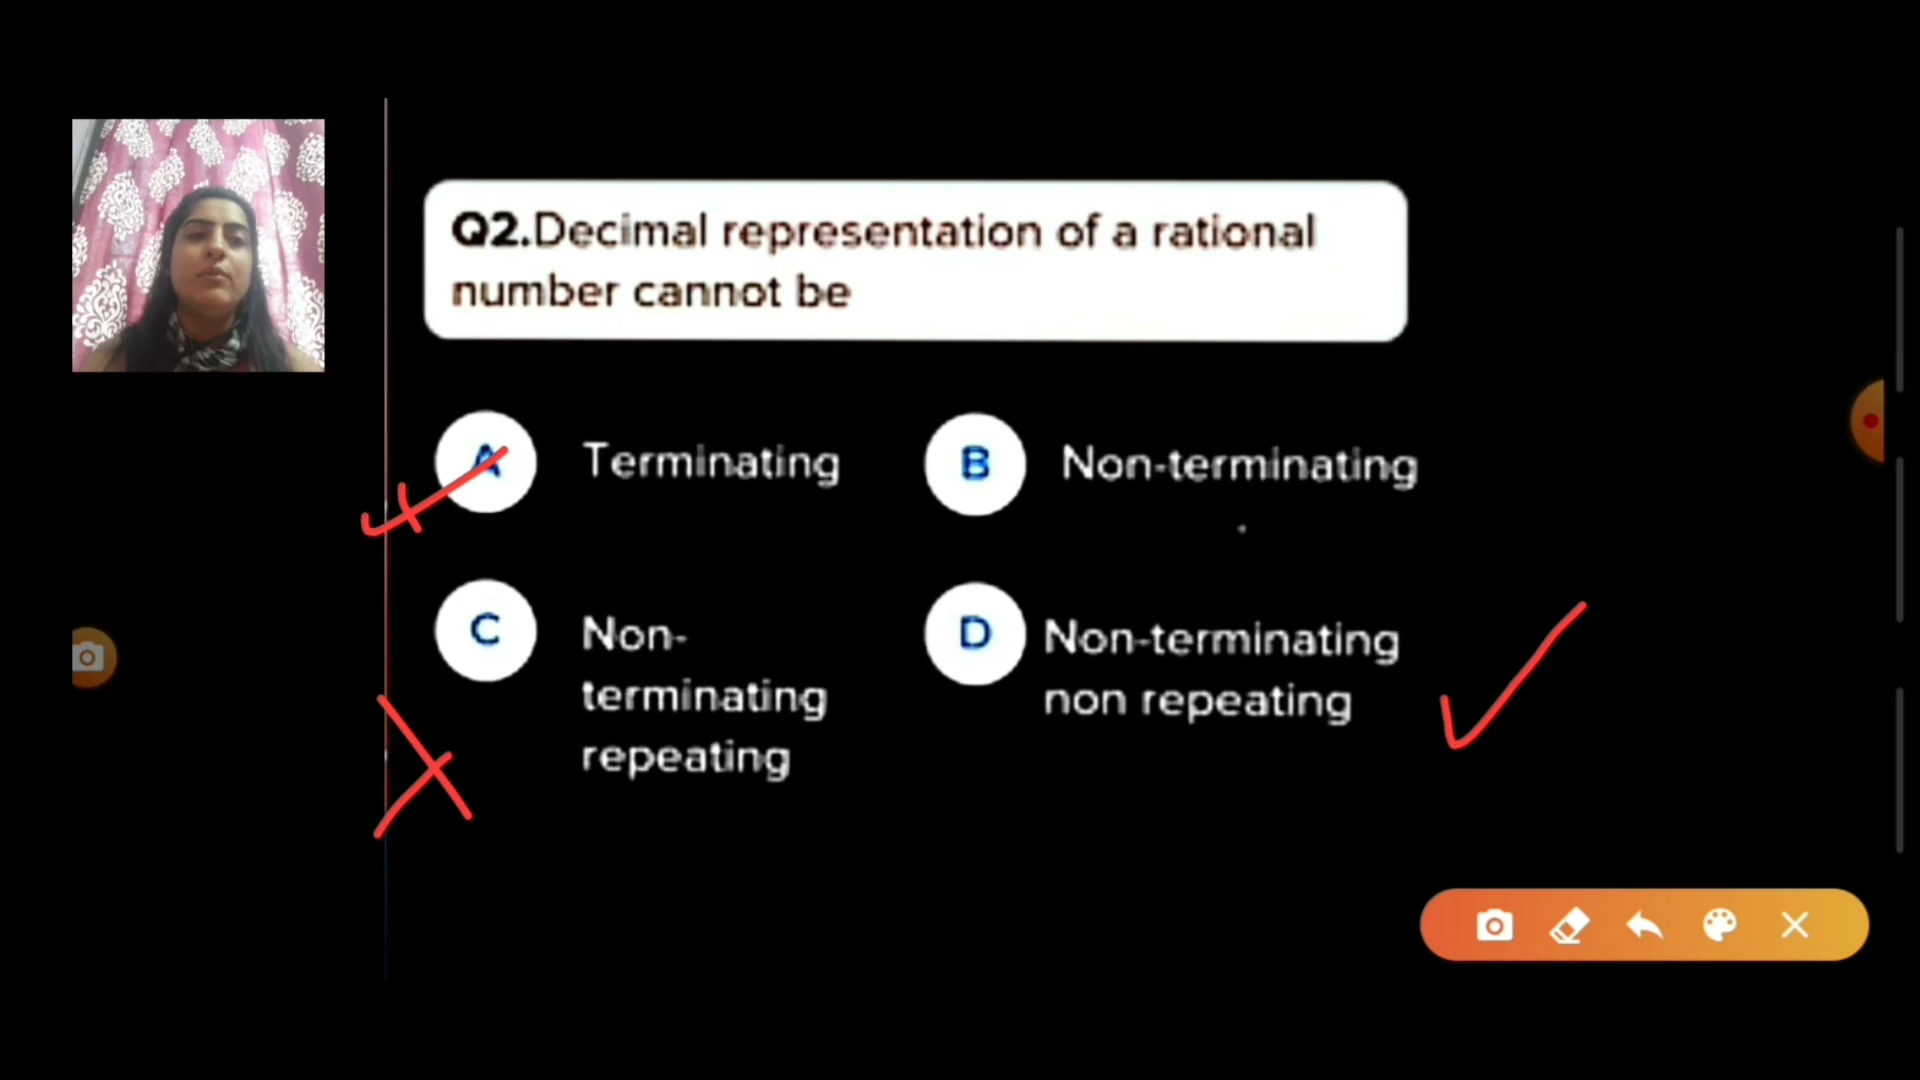 Q2.Decimal representation of a rational
number cannot be
A Terminating
B Non-terminating
C Non-
terminating
repeating
D Non-terminating
non repeating